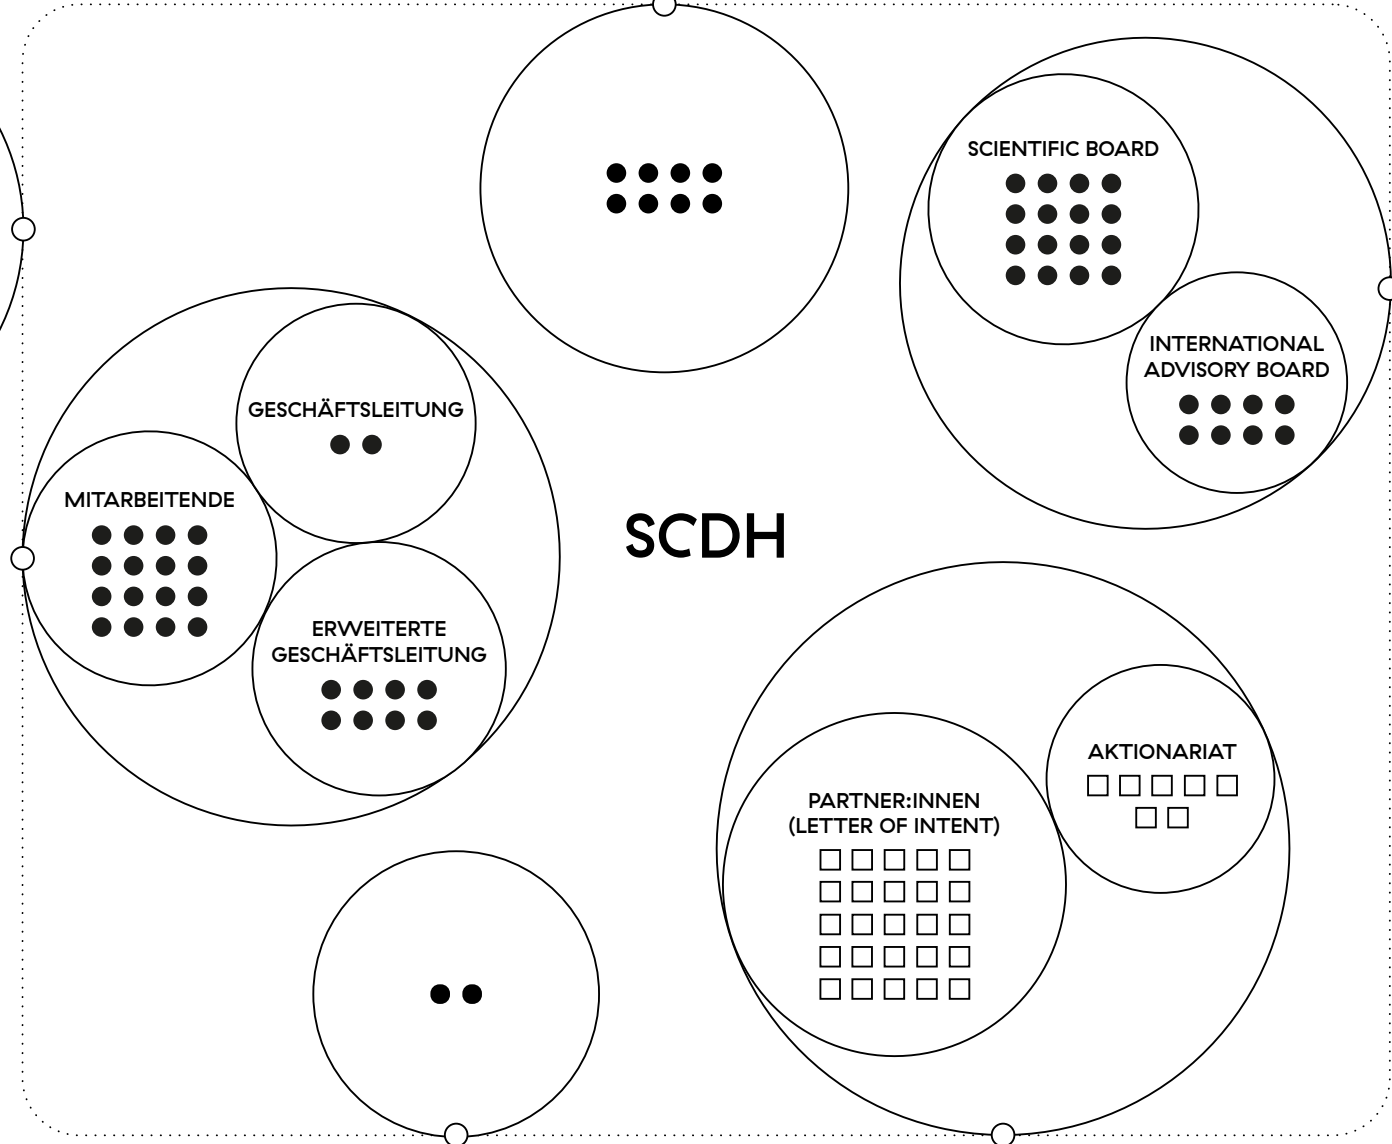 SCIENTIFIC BOARD
INTERNATIONAL
ADVISORY BOARD
GESCHÄFTSLEITUNG
MITARBEITENDE
SCDH
ERWEITERTE
GESCHÄFTSLEITUNG
AKTIONARIAT
PARTNER:INNEN
(LETTER OF INTENT)